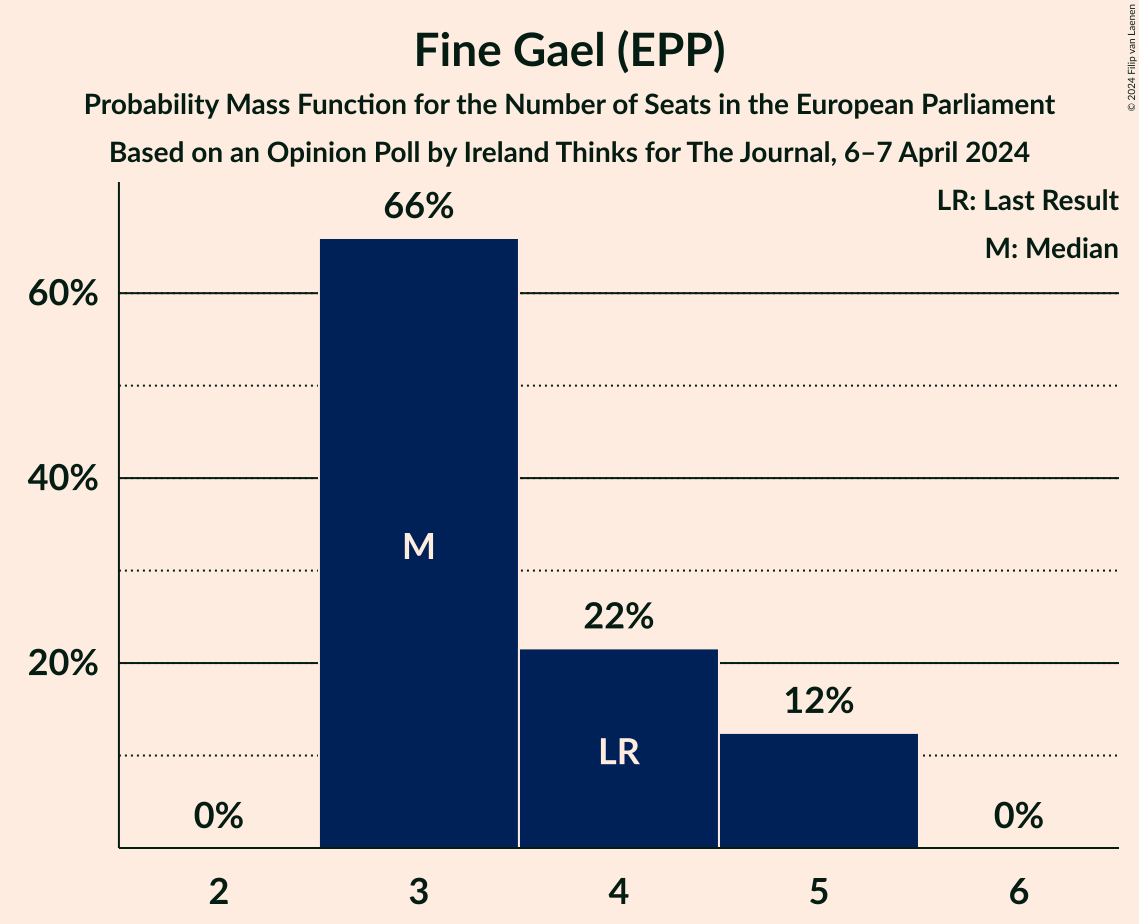 Fine Gael (EPP)
Probability Mass Function for the Number of Seats in the European Parliament
Based on an Opinion Poll by Ireland Thinks for The Journal, 6–7 April 2024
© 2024 Filip van Laenen
LR: Last Result
M: Median
66%
60%
40%
M
22%
20%
12%
LR
0%
0%
2 3 4 5 6